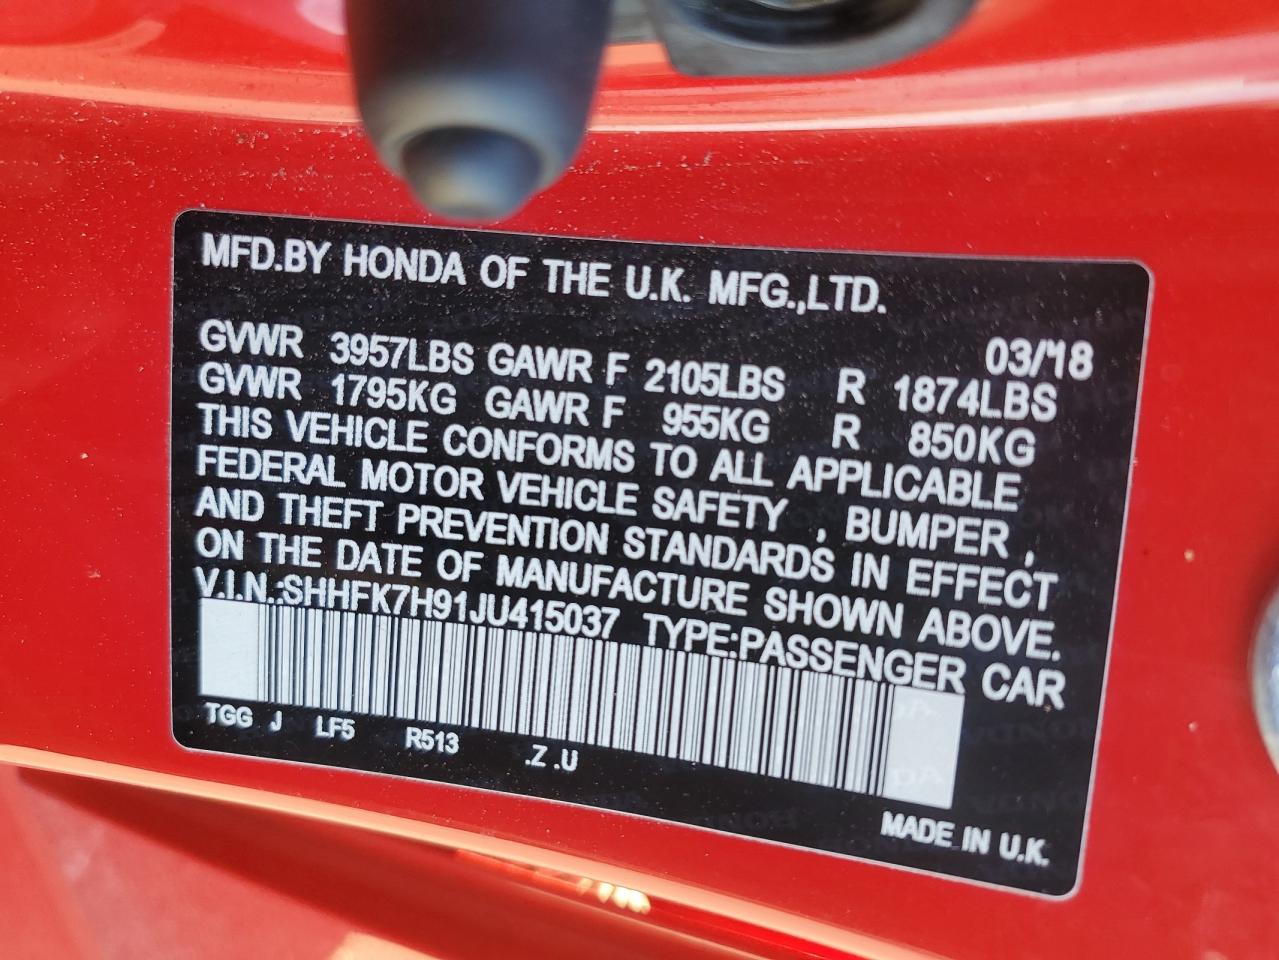 MFD.BY HONDA OF THE U.K. MFG.,LTD.
03/'18
GVWR 3957LBS GAWR F 2105LBS R 1874LBS
GVWR 1795KG GAWR F 955KG R 850KG
THIS VEHICLE CONFORMS TO ALL APPLICABLE
FEDERAL MOTOR VEHICLE SAFETY , BUMPER ,
AND THEFT PREVENTION STANDARDS IN EFFECT
ON THE DATE OF MANUFACTURE SHOWN ABOVE.
V.I.N.:SHHFK7H91JU415037 TYPE:PASSENGER CAR
TGG J LF5 R513 .Z .U
MADE IN U.K.